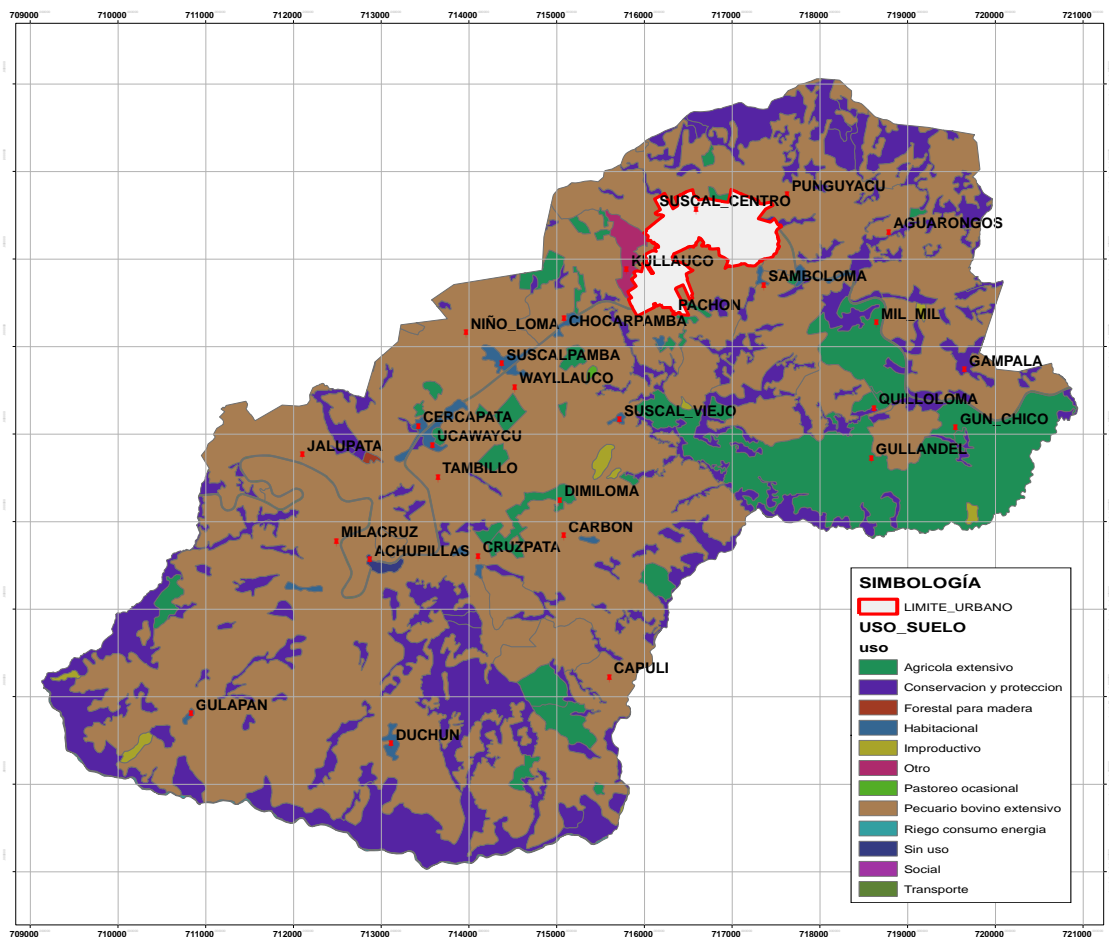 709000 710000 711000 712000 713000 714000 715000 716000 717000 718000 719000 720000 721000
PUNGUYACU
SUSCAL_CENTRO
AGUARONGOS
KULLAUCO
SAMBOLOMA
PACHON
MIL_MIL
NIÑO_LOMA
CHOCARPAMBA
SUSCALPAMBA
GAMPALA
WAYLLAUCO
QUILLOLOMA
SUSCAL_VIEJO
CERCAPATA
GUN_CHICO
UCAWAYCU
JALUPATA
GULLANDEL
TAMBILLO
DIMILOMA
CARBON
MILACRUZ
ACHUPILLAS
CRUZPATA
CAPULI
GULAPAN
DUCHUN
SIMBOLOGÍA
LIMITE_URBANO
USO_SUELO
uso
Agricola extensivo
Conservacion y proteccion
Forestal para madera
Habitacional
Improductivo
Otro
Pastoreo ocasional
Pecuario bovino extensivo
Riego consumo energia
Sin uso
Social
Transporte
709000 710000 711000 712000 713000 714000 715000 716000 717000 718000 719000 720000 721000